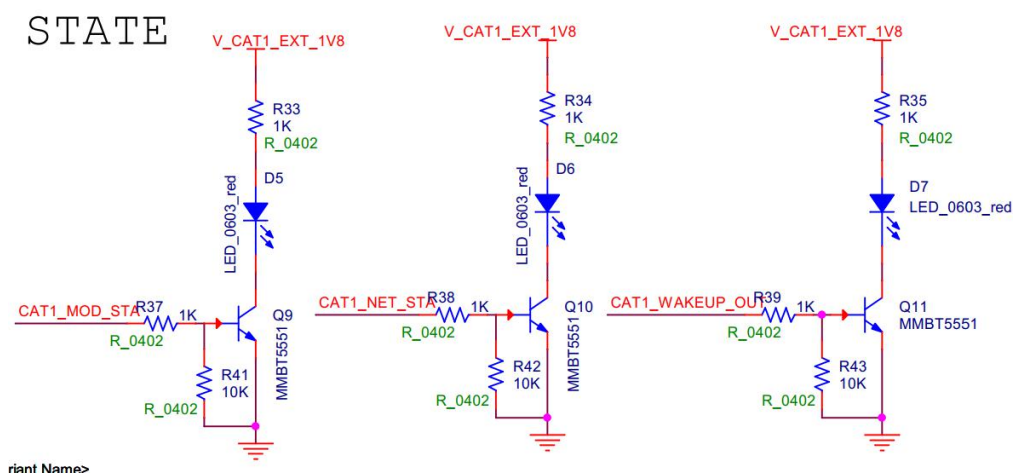 STATE
V_CAT1_EXT_1V8
R33
1K
R_0402
D5
LED_0603_red
CAT1_MOD_STA
R37
1K
R_0402
Q9
MMBT5551
R41
10K
R_0402
V_CAT1_EXT_1V8
R34
1K
R_0402
D6
LED_0603_red
CAT1_NET_STA
R38
1K
R_0402
Q10
MMBT5551
R42
10K
R_0402
V_CAT1_EXT_1V8
R35
1K
R_0402
D7
LED_0603_red
CAT1_WAKEUP_OUT
R39
1K
R_0402
Q11
MMBT5551
R43
10K
R_0402
riant Name>